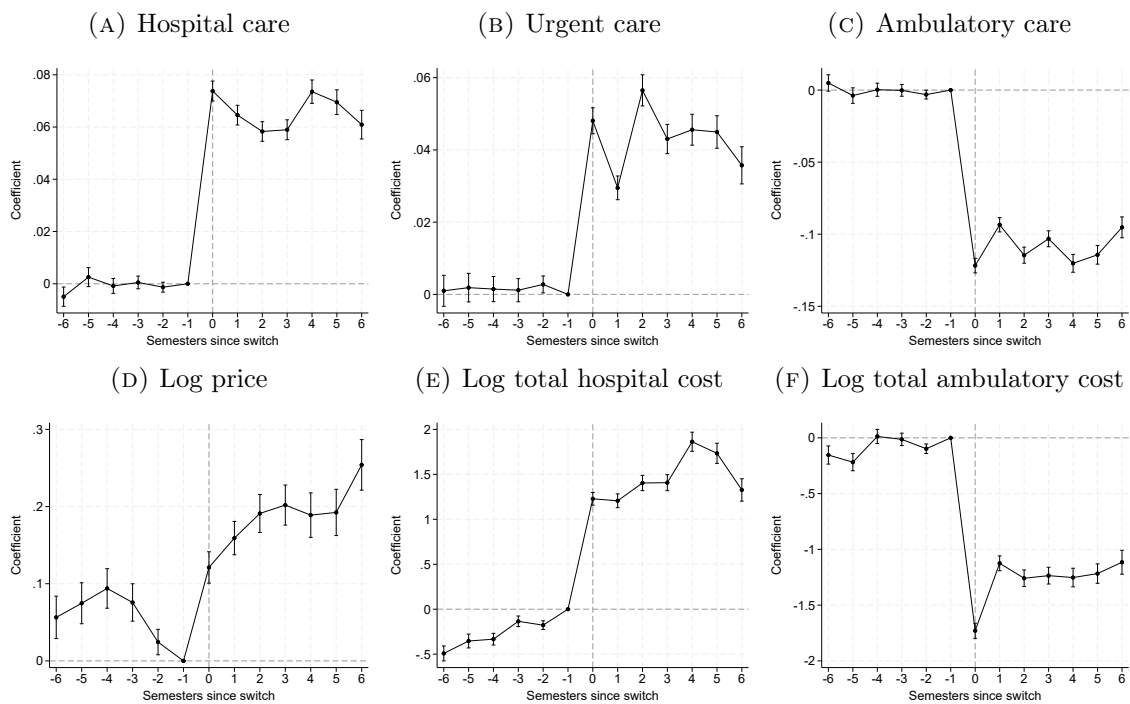 (A) Hospital care
(B) Urgent care
(C) Ambulatory care
Coefficient
.08
.06
.04
.02
0
-6 -5 -4 -3 -2 -1 0 1 2 3 4 5 6
Semesters since switch
Coefficient
.06
.04
.02
0
-6 -5 -4 -3 -2 -1 0 1 2 3 4 5 6
Semesters since switch
Coefficient
0
-.05
-.1
-.15
-6 -5 -4 -3 -2 -1 0 1 2 3 4 5 6
Semesters since switch
(D) Log price
(E) Log total hospital cost
(F) Log total ambulatory cost
Coefficient
.3
.2
.1
0
-6 -5 -4 -3 -2 -1 0 1 2 3 4 5 6
Semesters since switch
Coefficient
2
1.5
1
.5
0
-.5
-6 -5 -4 -3 -2 -1 0 1 2 3 4 5 6
Semesters since switch
Coefficient
0
-.5
-1
-1.5
-2
-6 -5 -4 -3 -2 -1 0 1 2 3 4 5 6
Semesters since switch